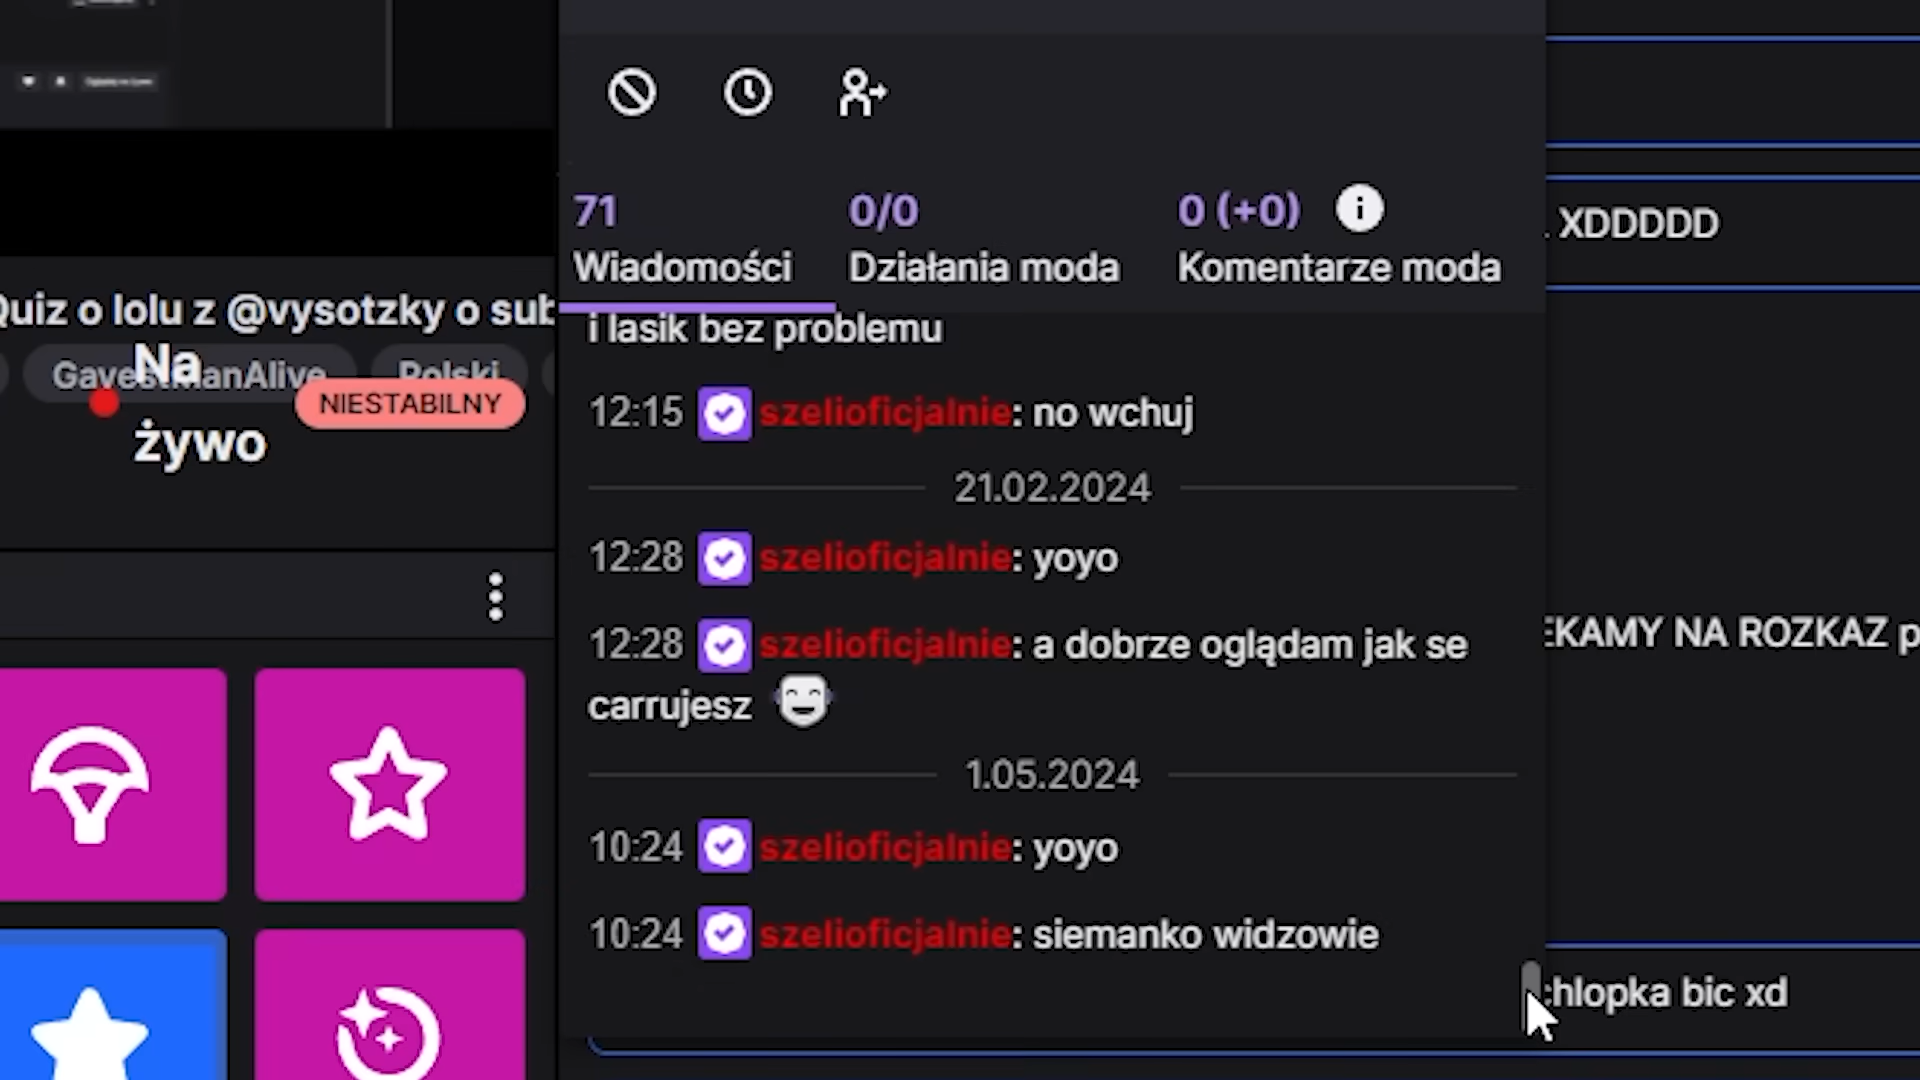 71
0/0
0 (+0)
Wiadomości
Działania moda
Komentarze moda
XDDDDD
Quiz o lolu z @vysotzky o sub
Na
żywo
Polski
NIESTABILNY
i lasik bez problemu
12:15 szelioficjalnie: no wchuj
21.02.2024
12:28 szelioficjalnie: yoyo
12:28 szelioficjalnie: a dobrze oglądam jak se
carrujesz
EKAMY NA ROZKAZ p
1.05.2024
10:24 szelioficjalnie: yoyo
10:24 szelioficjalnie: siemanko widzowie
chlopka bic xd